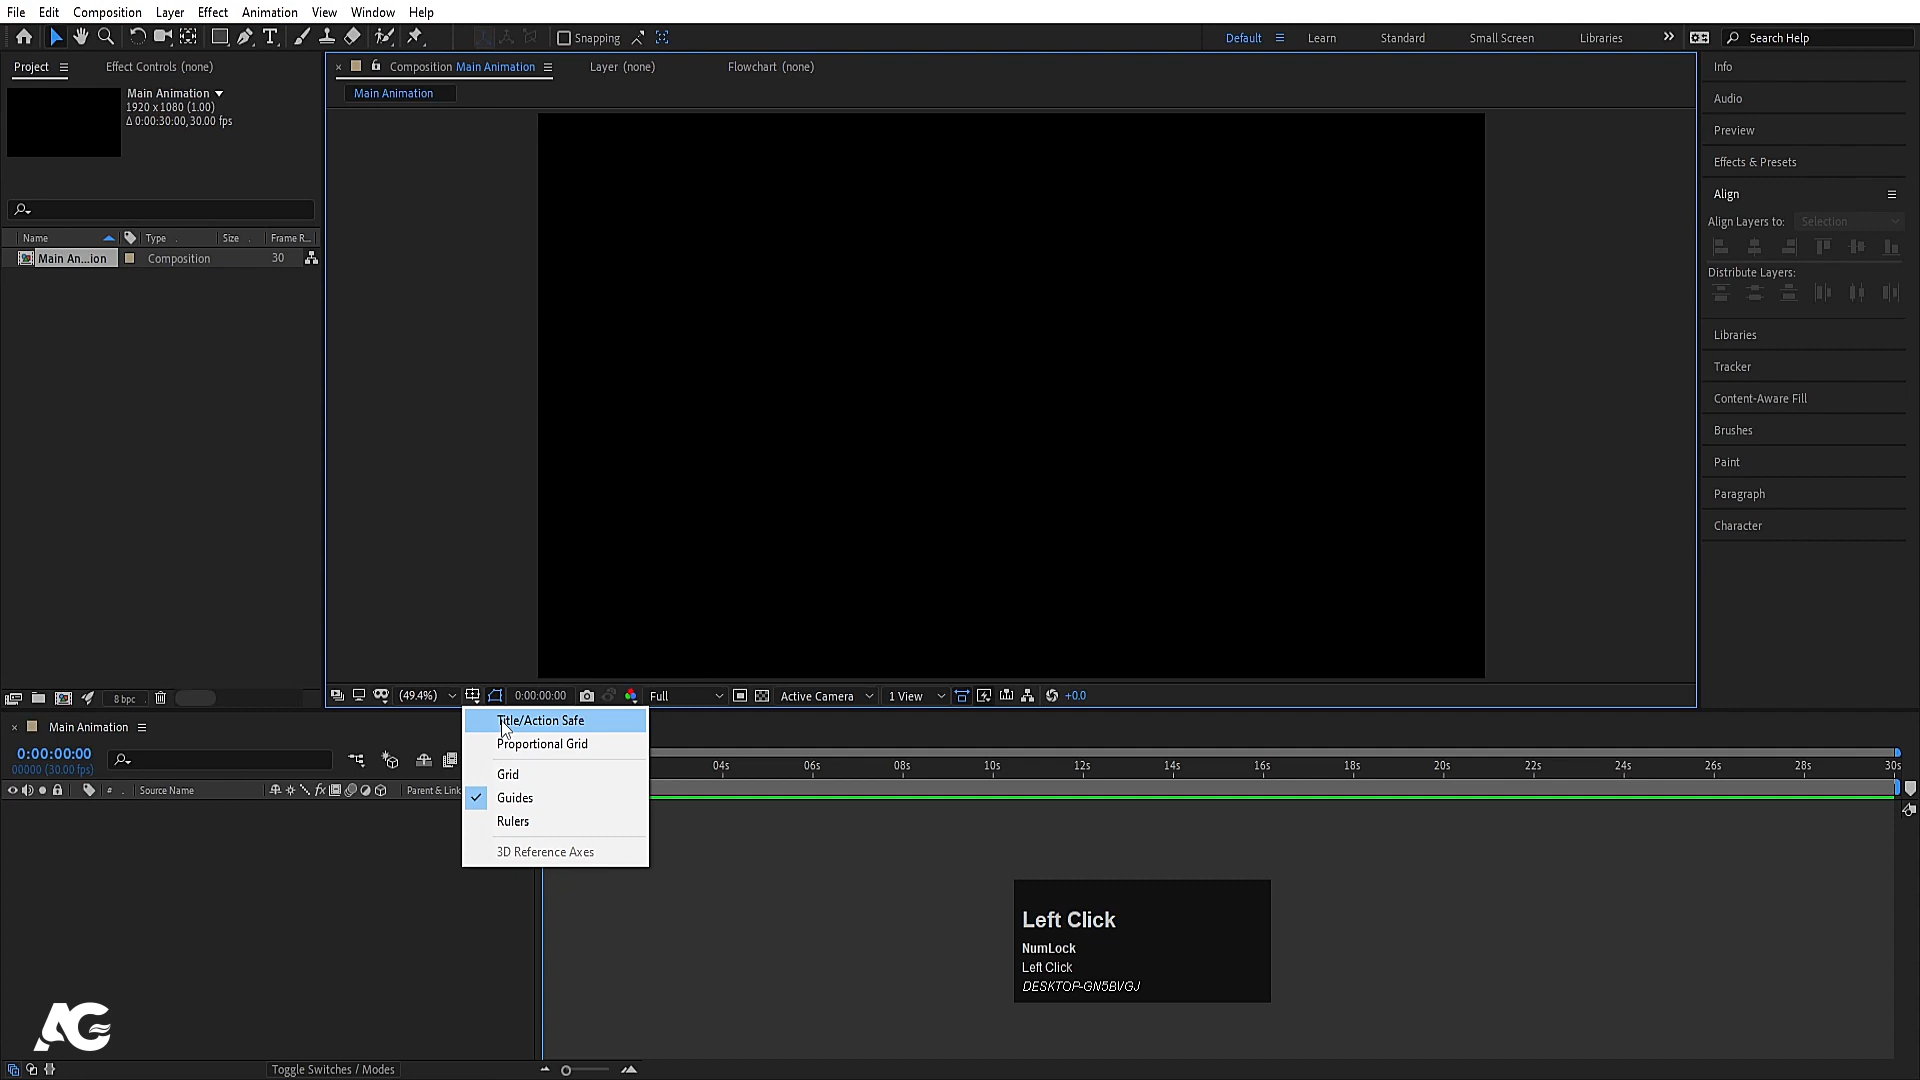 File Edit Composition Layer Effect Animation View Window Help
Snapping
Default Learn Standard Small Screen Libraries
Search Help
Project Effect Controls (none)
Main Animation
1920 x 1080 (1.00)
Δ 0:00:30:00, 30.00 fps
Name Type Size Frame R...
Main An...ion Composition 30
8 bpc
Composition Main Animation Layer (none) Flowchart (none)
Main Animation
(49.4%) 0:00:00:00 Full Active Camera 1 View +0.0
Title/Action Safe
Proportional Grid
Grid
Guides
Rulers
3D Reference Axes
Info
Audio
Preview
Effects & Presets
Align
Align Layers to: Selection
Distribute Layers:
Libraries
Tracker
Content-Aware Fill
Brushes
Paint
Paragraph
Character
Main Animation
0:00:00:00
00000 (30.00 fps)
# Source Name Parent & Link
04s 06s 08s 10s 12s 14s 16s 18s 20s 22s 24s 26s 28s 30s
Left Click
NumLock
Left Click
DESKTOP-GN5BVGJ
AG
Toggle Switches / Modes